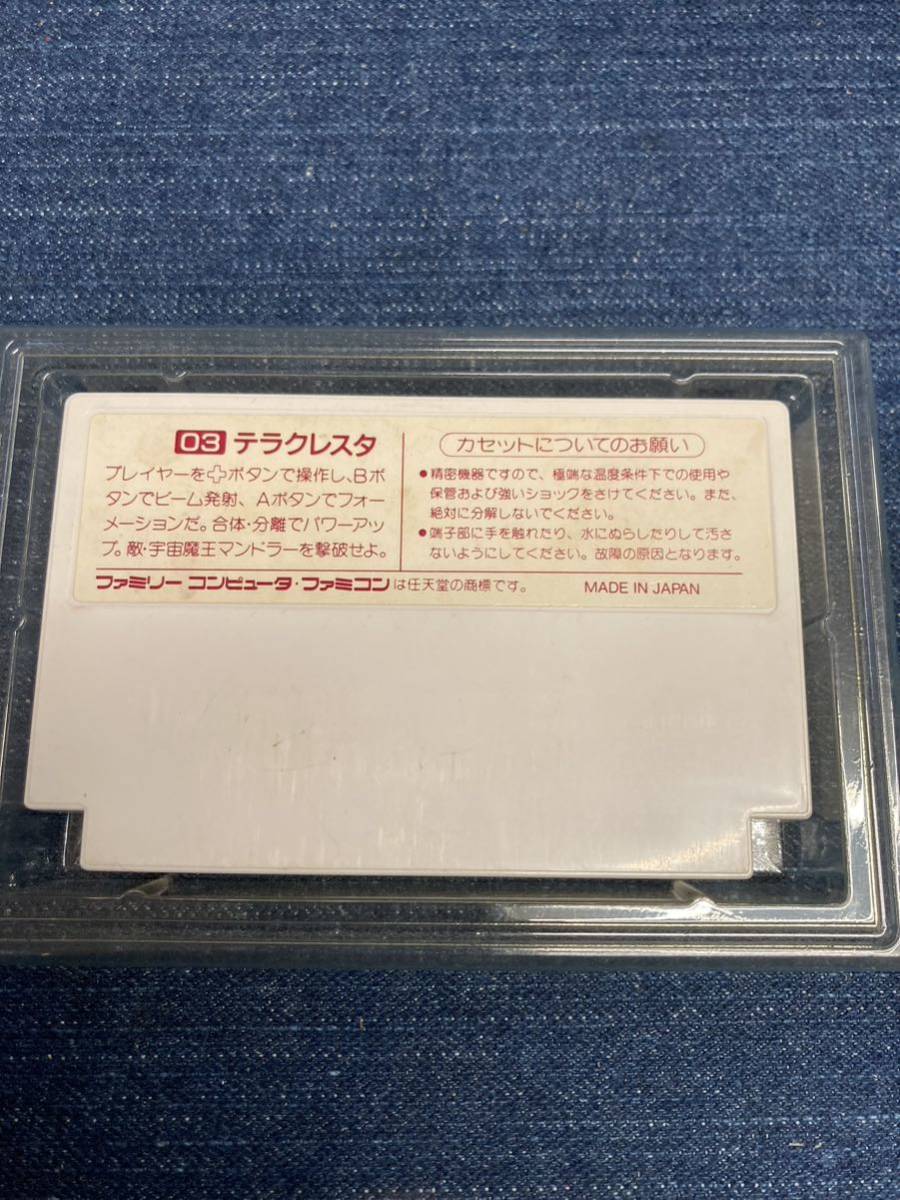 03 テラクレスタ
プレイヤーを✚ボタンで操作し、Bボ
タンでビーム発射、Aボタンでフォー
メーションだ。合体・分離でパワーアッ
プ。敵・宇宙魔王マンドラーを撃破せよ。
カセットについてのお願い
●精密機器ですので、極端な温度条件下での使用や
保管および強いショックをさけてください。また、
絶対に分解しないでください。
●端子部に手を触れたり、水にぬらしたりして汚さ
ないようにしてください。故障の原因となります。
ファミリー コンピュータ・ファミコンは任天堂の商標です。
MADE IN JAPAN